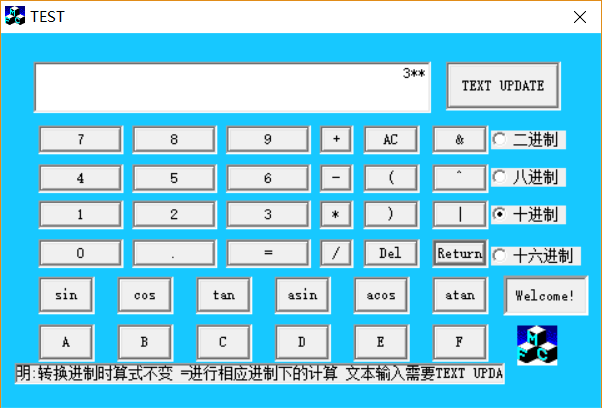 TEST
3**
TEXT UPDATE
7 8 9 + AC & 二进制
4 5 6 - ( ^ 八进制
1 2 3 * ) | 十进制
0 . = / Del Return 十六进制
sin cos tan asin acos atan Welcome!
A B C D E F
明:转换进制时算式不变 =进行相应进制下的计算 文本输入需要TEXT UPDA